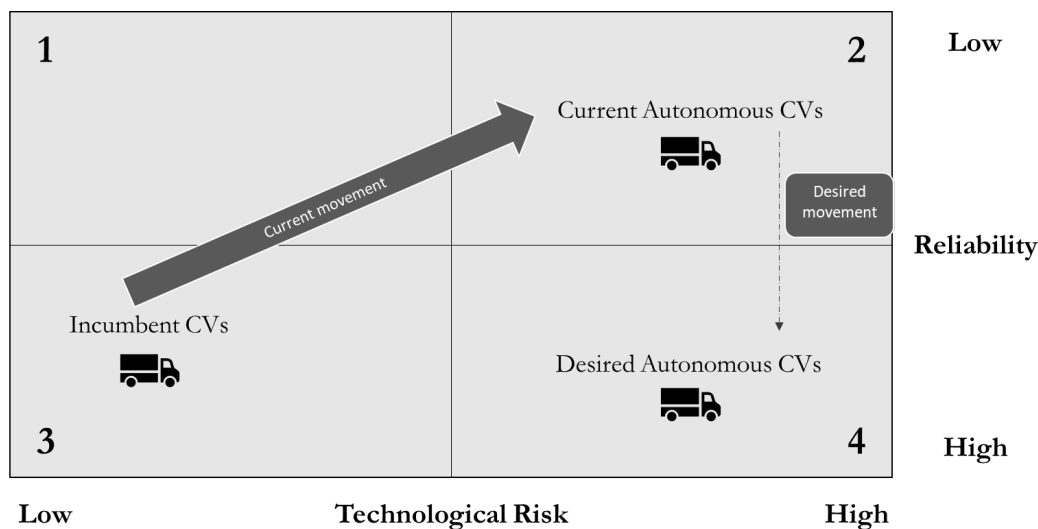 1
2
Low
Current Autonomous CVs
Current movement
Desired
movement
Reliability
Incumbent CVs
Desired Autonomous CVs
3
4
High
Low
Technological Risk
High